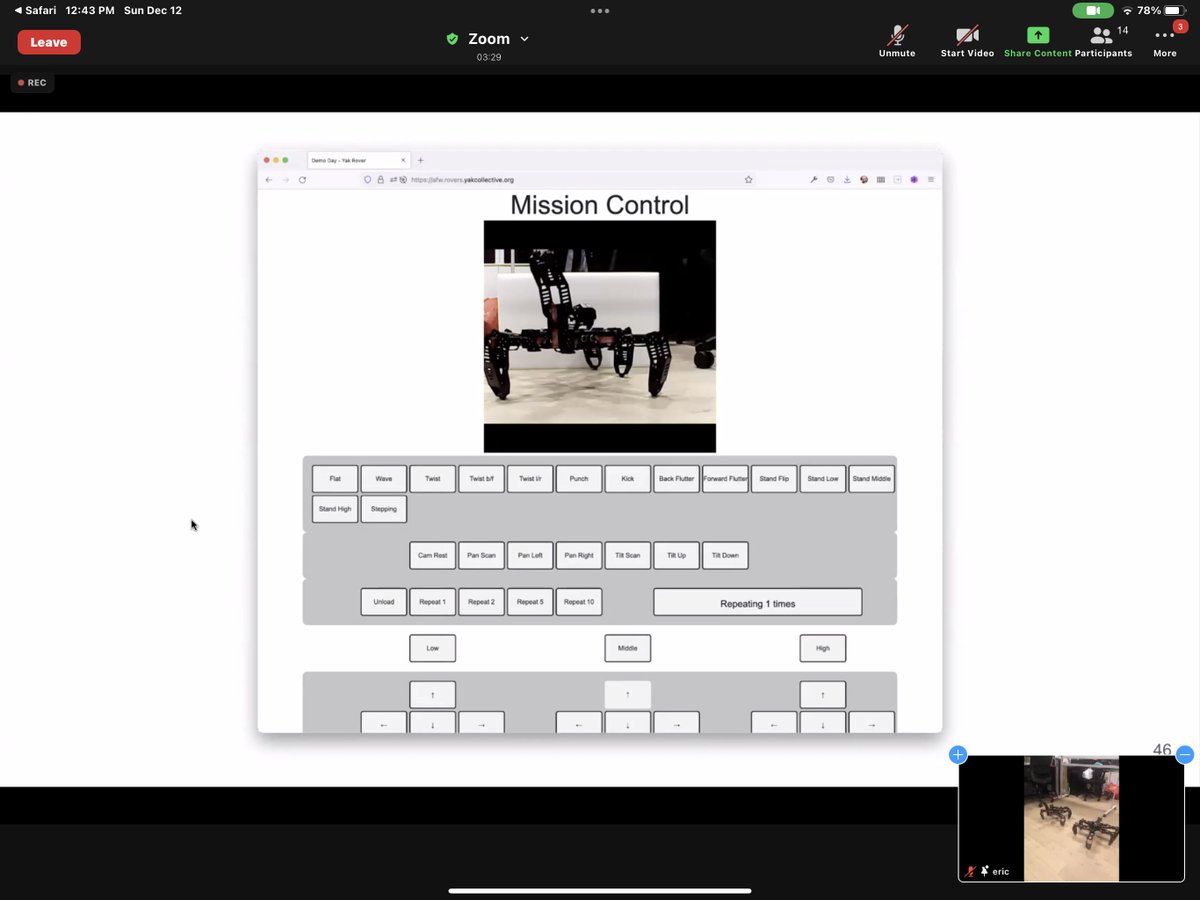 Safari 12:43 PM Sun Dec 12
78%
Leave
Zoom
03:29
Unmute
Start Video
Share Content
Participants
14
More
3
REC
Demo Day – Yak Rover
https://sfw.rovers.yakcollective.org
Mission Control
Flat Wave Twist Twist b/f Twist l/r Punch Kick Back Flutter Forward Flutter Stand Flip Stand Low Stand Middle
Stand High Stepping
Cam Rest Pan Scan Pan Left Pan Right Tilt Scan Tilt Up Tilt Down
Unload Repeat 1 Repeat 2 Repeat 5 Repeat 10 Repeating 1 times
Low Middle High
↑ ↑ ↑
← ↓ → ← ↓ → ← ↓ →
46
eric